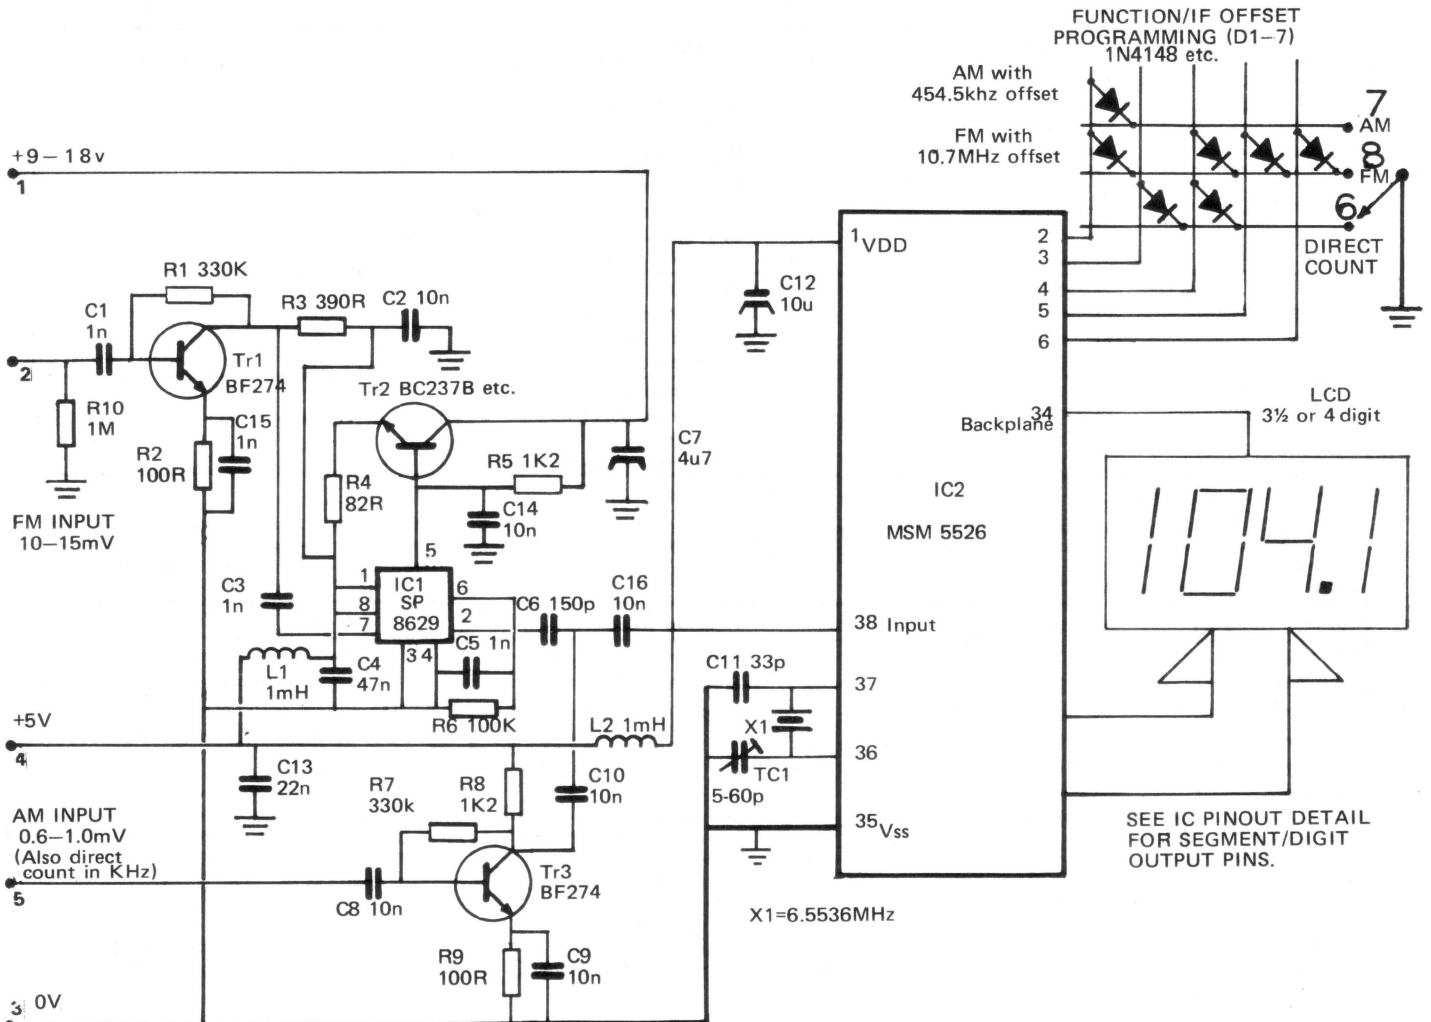 FUNCTION/IF OFFSET
PROGRAMMING (D1–7)
1N4148 etc.
AM with
454.5khz offset
7
AM
FM with
10.7MHz offset
8
FM
6
DIRECT
COUNT
+9–18v
1
R1 330K
C1
1n
R3 390R
C2 10n
2
Tr1
BF274
R10
1M
C15
1n
R2
100R
FM INPUT
10–15mV
Tr2 BC237B etc.
R4
82R
R5 1K2
C7
4u7
C14
10n
C12
10u
1 VDD
2
3
4
5
6
34
Backplane
IC2
MSM 5526
LCD
3½ or 4 digit
104.1
5
1
8
7
IC1
SP
8629
6
2
3 4
C3
1n
C6 150p
C16
10n
38 Input
C5 1n
L1
1mH
C4
47n
R6 100K
C11 33p
37
X1
36
TC1
5-60p
35 Vss
+5V
4
L2 1mH
C13
22n
R7
330k
R8
1K2
C10
10n
AM INPUT
0.6–1.0mV
(Also direct
count in KHz)
5
C8 10n
Tr3
BF274
R9
100R
C9
10n
X1=6.5536MHz
SEE IC PINOUT DETAIL
FOR SEGMENT/DIGIT
OUTPUT PINS.
3 0V